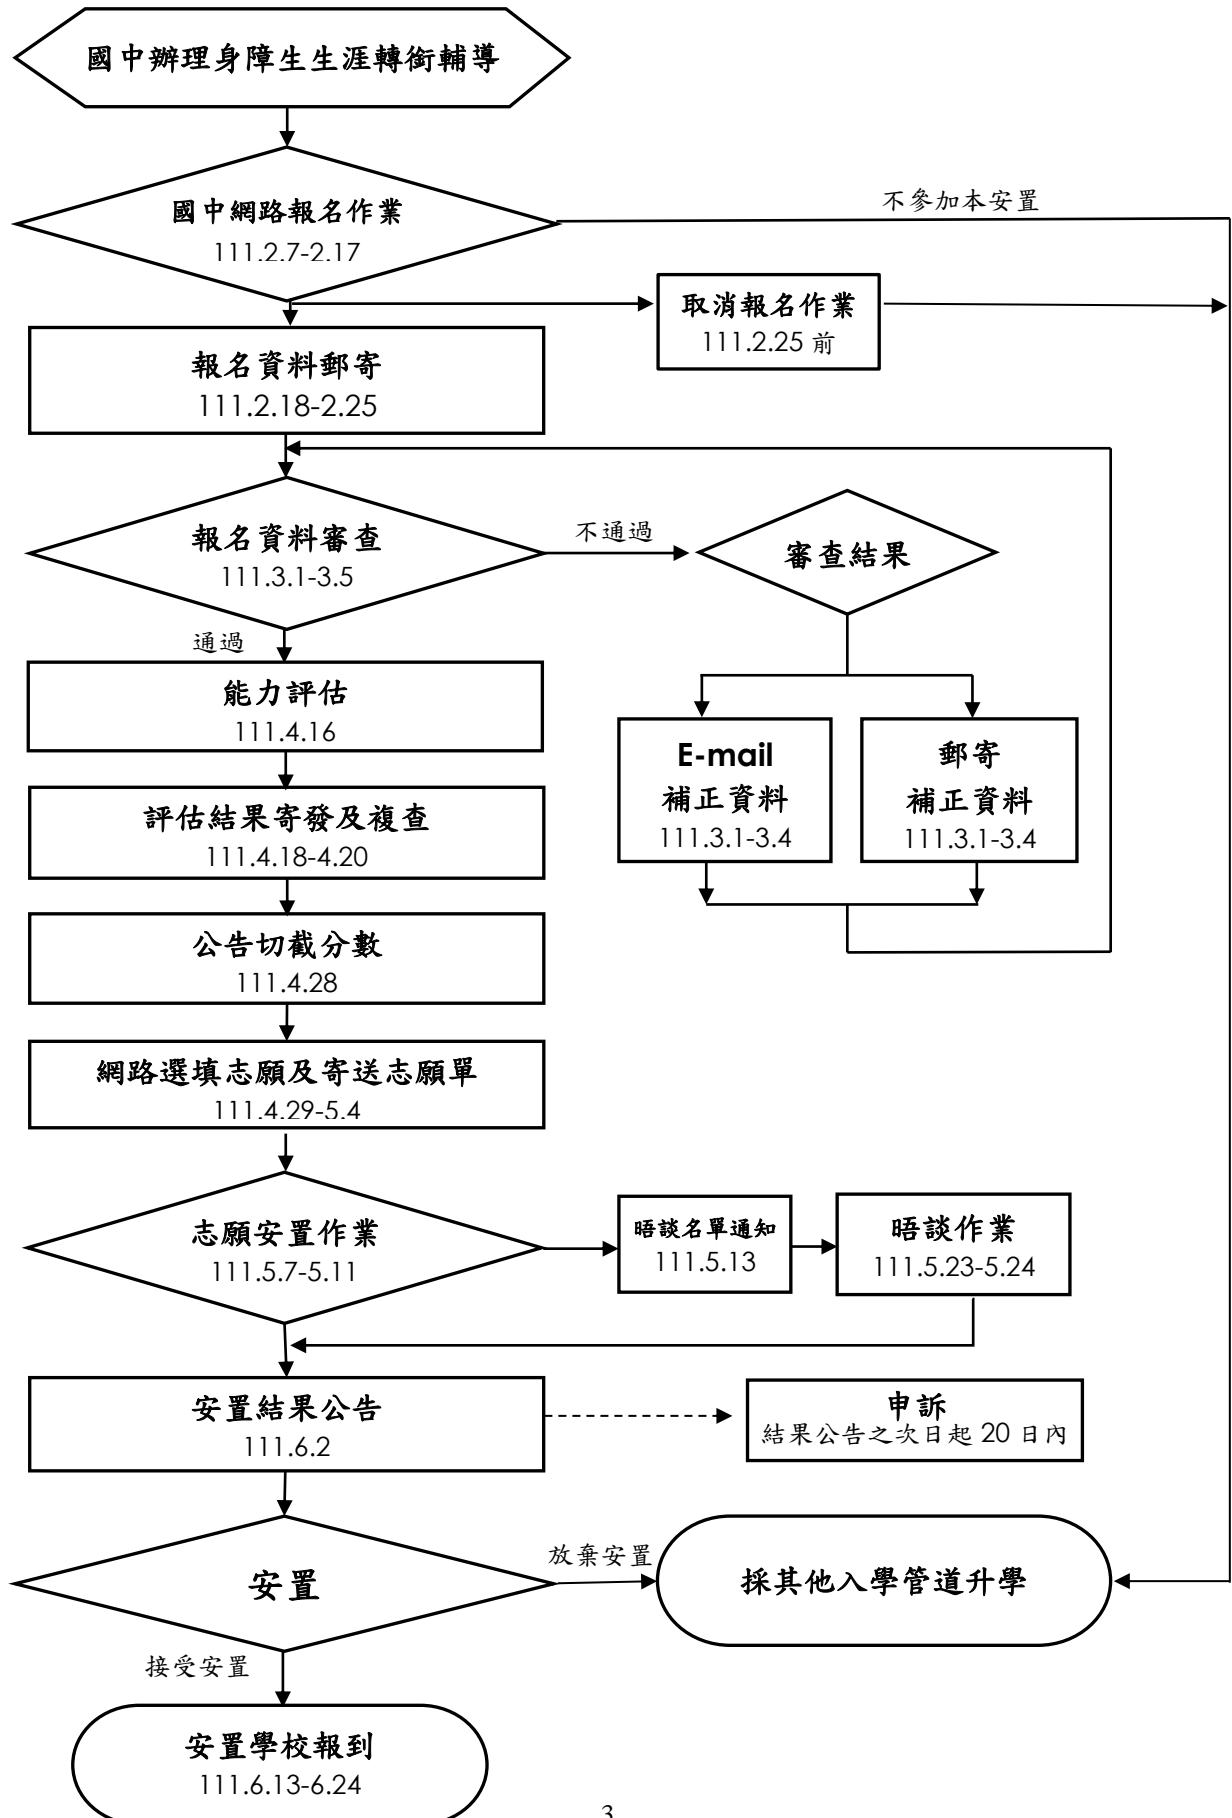 國中辦理身障生生涯轉銜輔導
國中網路報名作業
111.2.7-2.17
不參加本安置
取消報名作業
111.2.25 前
報名資料郵寄
111.2.18-2.25
報名資料審查
111.3.1-3.5
不通過
審查結果
通過
能力評估
111.4.16
E-mail
補正資料
111.3.1-3.4
郵寄
補正資料
111.3.1-3.4
評估結果寄發及複查
111.4.18-4.20
公告切截分數
111.4.28
網路選填志願及寄送志願單
111.4.29-5.4
志願安置作業
111.5.7-5.11
晤談名單通知
111.5.13
晤談作業
111.5.23-5.24
安置結果公告
111.6.2
申訴
結果公告之次日起 20 日內
安置
放棄安置
採其他入學管道升學
接受安置
安置學校報到
111.6.13-6.24
3